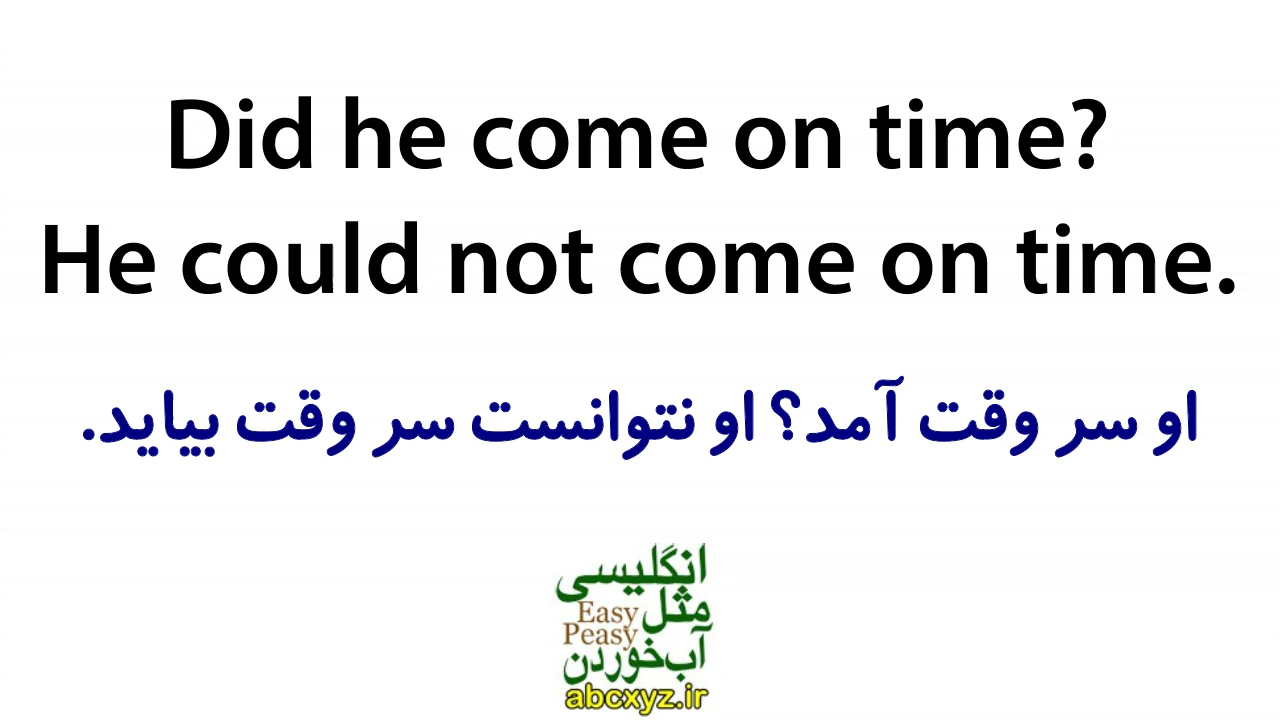 Did he come on time?
He could not come on time.
او سر وقت آمد؟ او نتوانست سر وقت بیاید.
انگلیسی
مثل Easy
Peasy
آب‌خوردن
abcxyz.ir